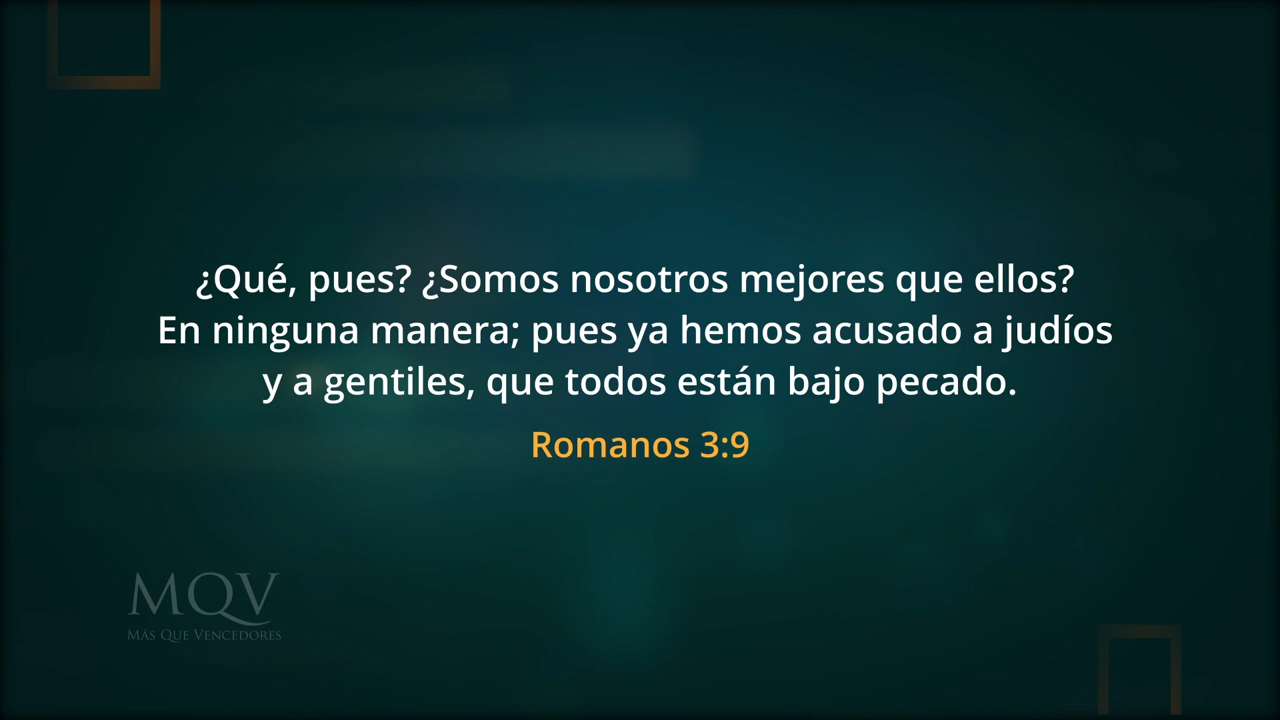 ¿Qué, pues? ¿Somos nosotros mejores que ellos?
En ninguna manera; pues ya hemos acusado a judíos
y a gentiles, que todos están bajo pecado.
Romanos 3:9
MQV
Más Que Vencedores